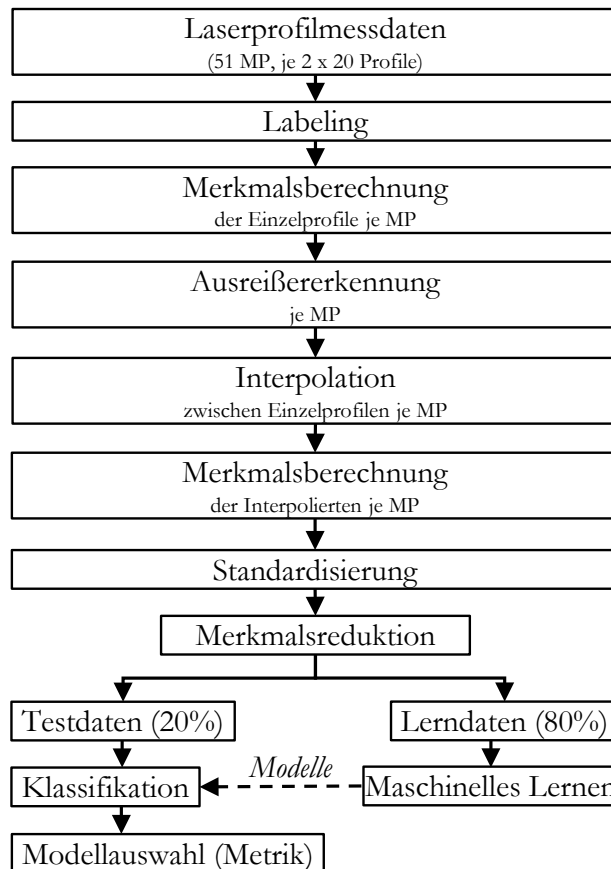 Laserprofilmessdaten
(51 MP, je 2 x 20 Profile)
Labeling
Merkmalsberechnung
der Einzelprofile je MP
Ausreißererkennung
je MP
Interpolation
zwischen Einzelprofilen je MP
Merkmalsberechnung
der Interpolierten je MP
Standardisierung
Merkmalsreduktion
Testdaten (20%)
Lerndaten (80%)
Klassifikation
Modelle
Maschinelles Lernen
Modellauswahl (Metrik)